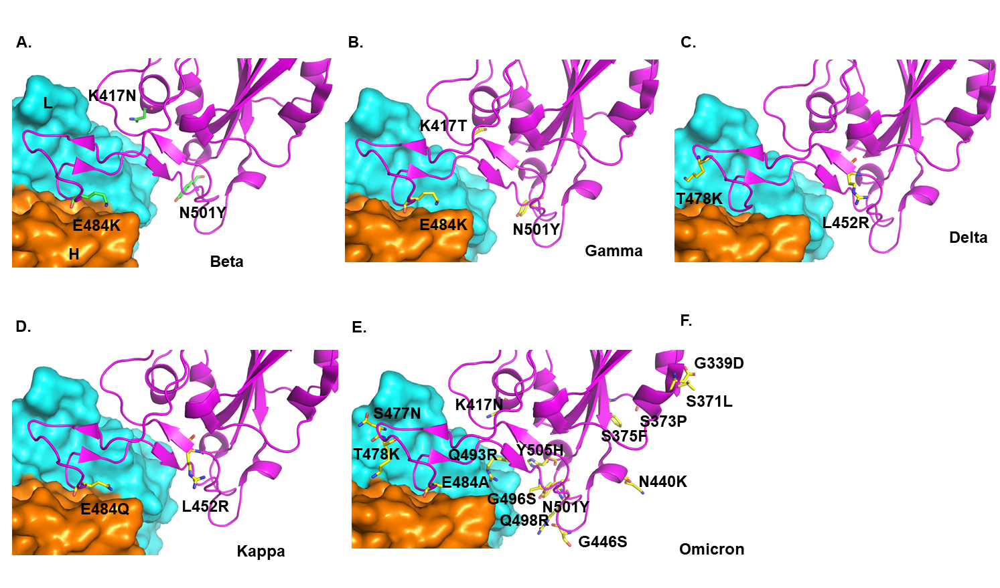 A.
B.
C.
L
K417N
E484K
H
N501Y
Beta
K417T
E484K
N501Y
Gamma
T478K
L452R
Delta
D.
E.
F.
E484Q
L452R
Kappa
S477N
K417N
T478K
Q493R
Y505H
E484A
G496S
N501Y
Q498R
G446S
G339D
S371L
S373P
S375F
N440K
Omicron